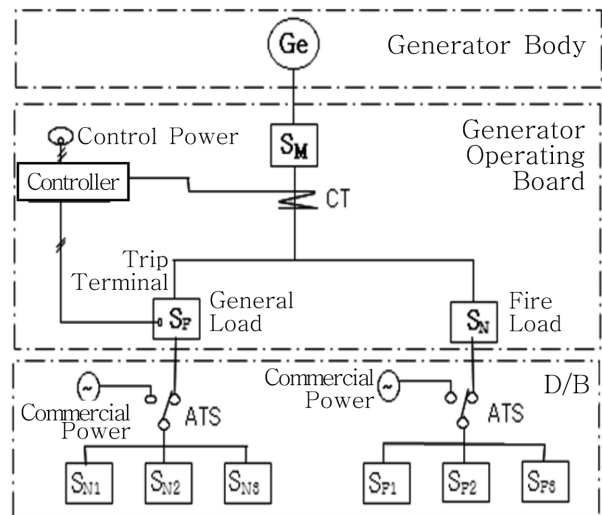 Ge
Generator Body
Control Power
Controller
SM
CT
Generator
Operating
Board
Trip
Terminal
SF
General
Load
SN
Fire
Load
D/B
~
Commercial
Power
ATS
~
Commercial
Power
ATS
SN1
SN2
SN3
SF1
SF2
SF3